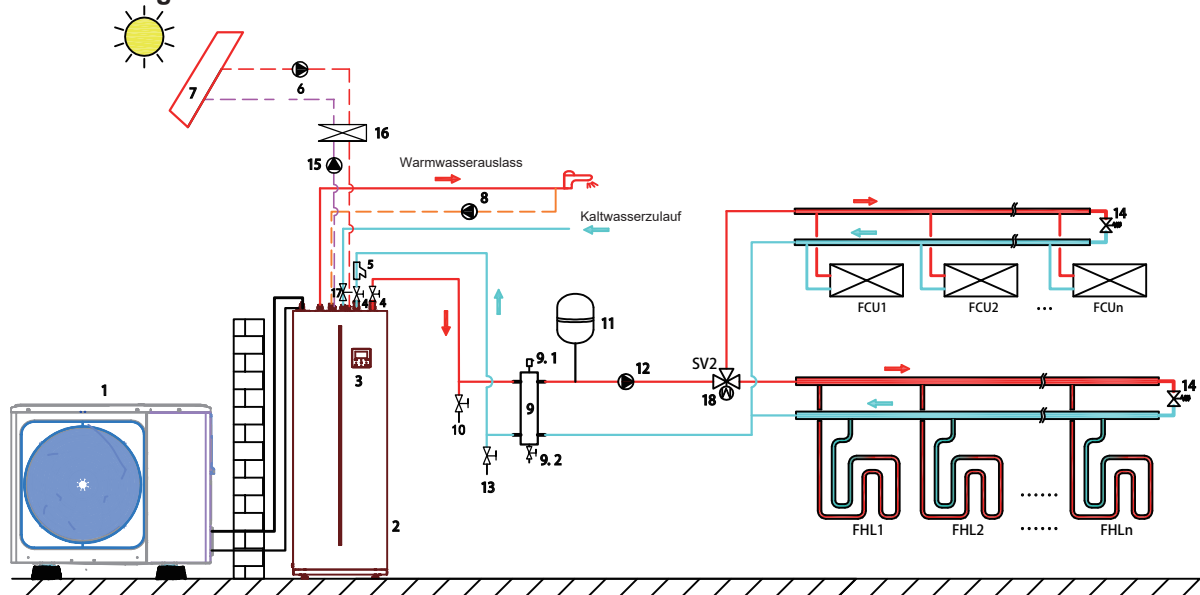 7
6
16
15
Warmwasserauslass
8
Kaltwasserzulauf
5
17
4
4
14
FCU1
FCU2
...
FCUn
11
9.1
12
SV2
18
3
9
10
9.2
13
14
1
2
FHL1
FHL2
......
......
FHLn